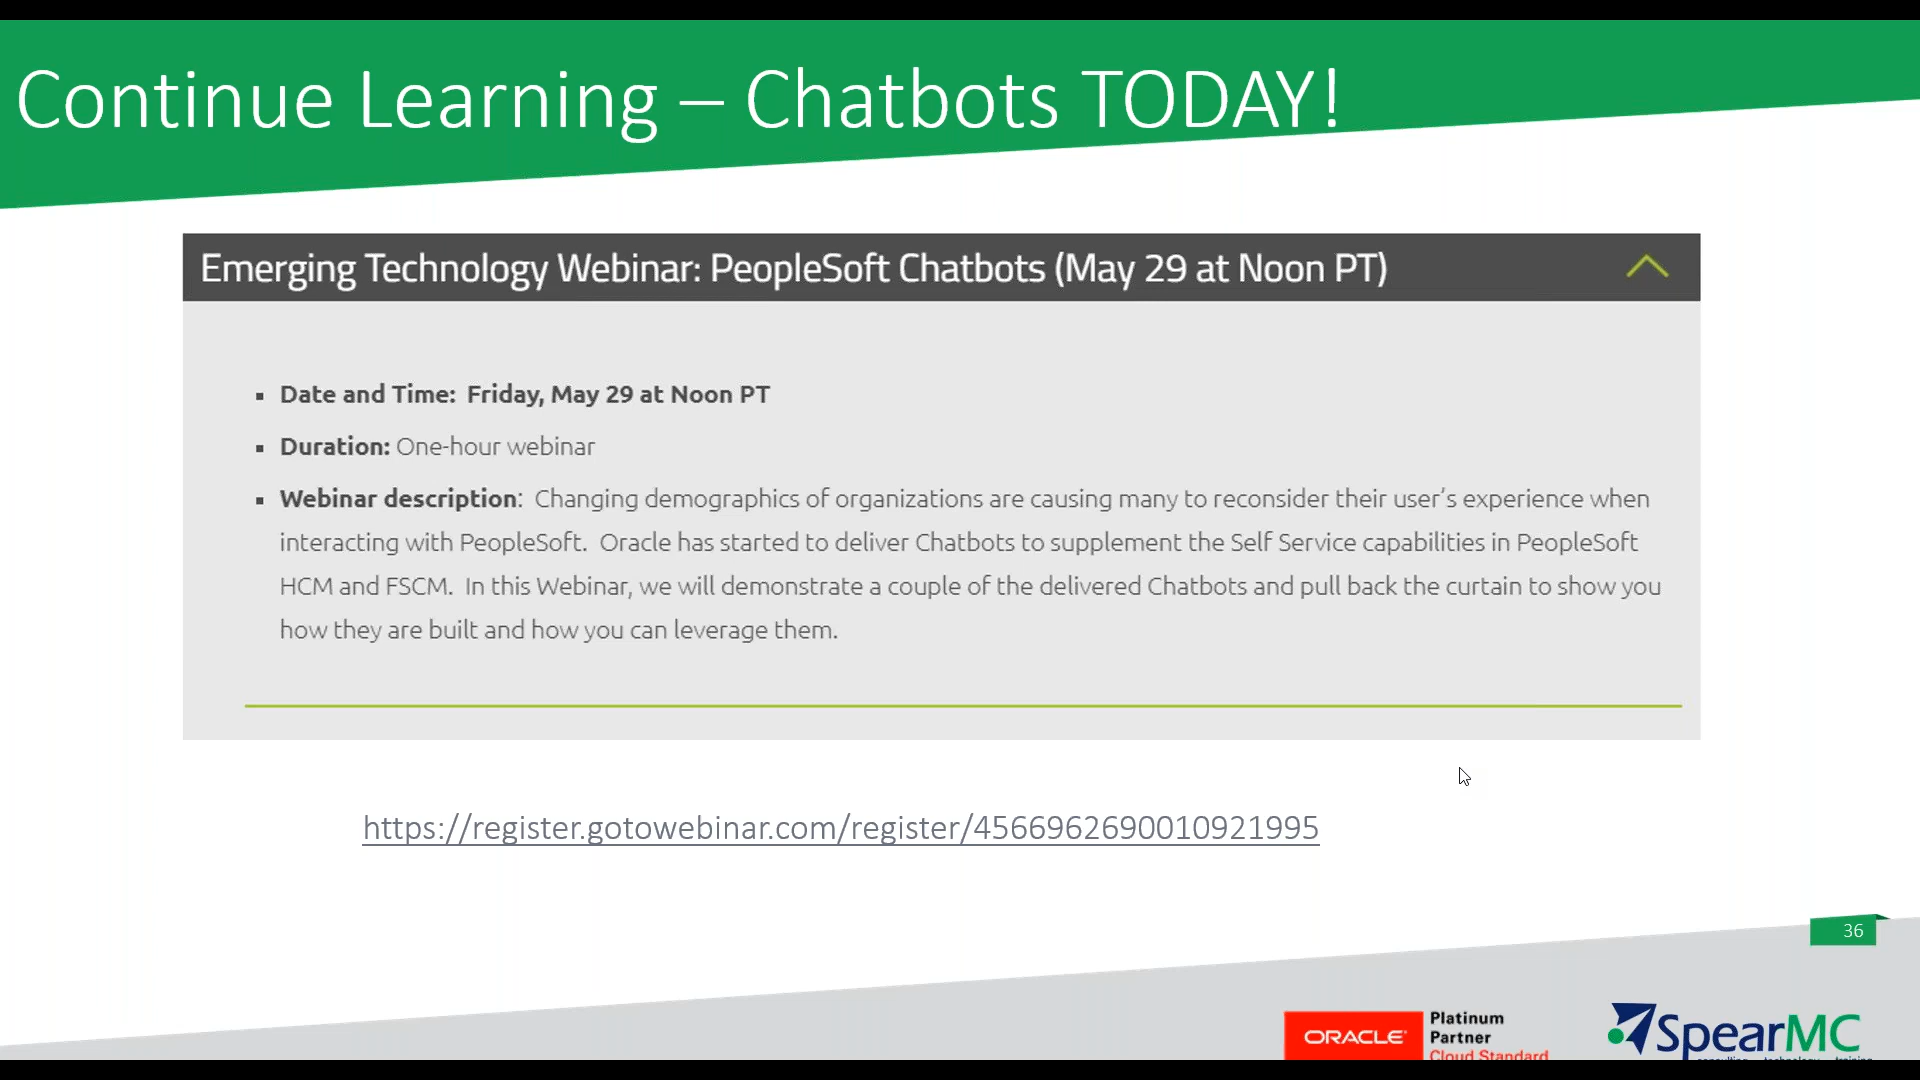 Continue Learning – Chatbots TODAY!
Emerging Technology Webinar: PeopleSoft Chatbots (May 29 at Noon PT)
▪ Date and Time: Friday, May 29 at Noon PT
▪ Duration: One-hour webinar
▪ Webinar description: Changing demographics of organizations are causing many to reconsider their user's experience when
interacting with PeopleSoft. Oracle has started to deliver Chatbots to supplement the Self Service capabilities in PeopleSoft
HCM and FSCM. In this Webinar, we will demonstrate a couple of the delivered Chatbots and pull back the curtain to show you
how they are built and how you can leverage them.
https://register.gotowebinar.com/register/4566962690010921995
36
ORACLE
Platinum
Partner
Cloud Standard
SpearMC